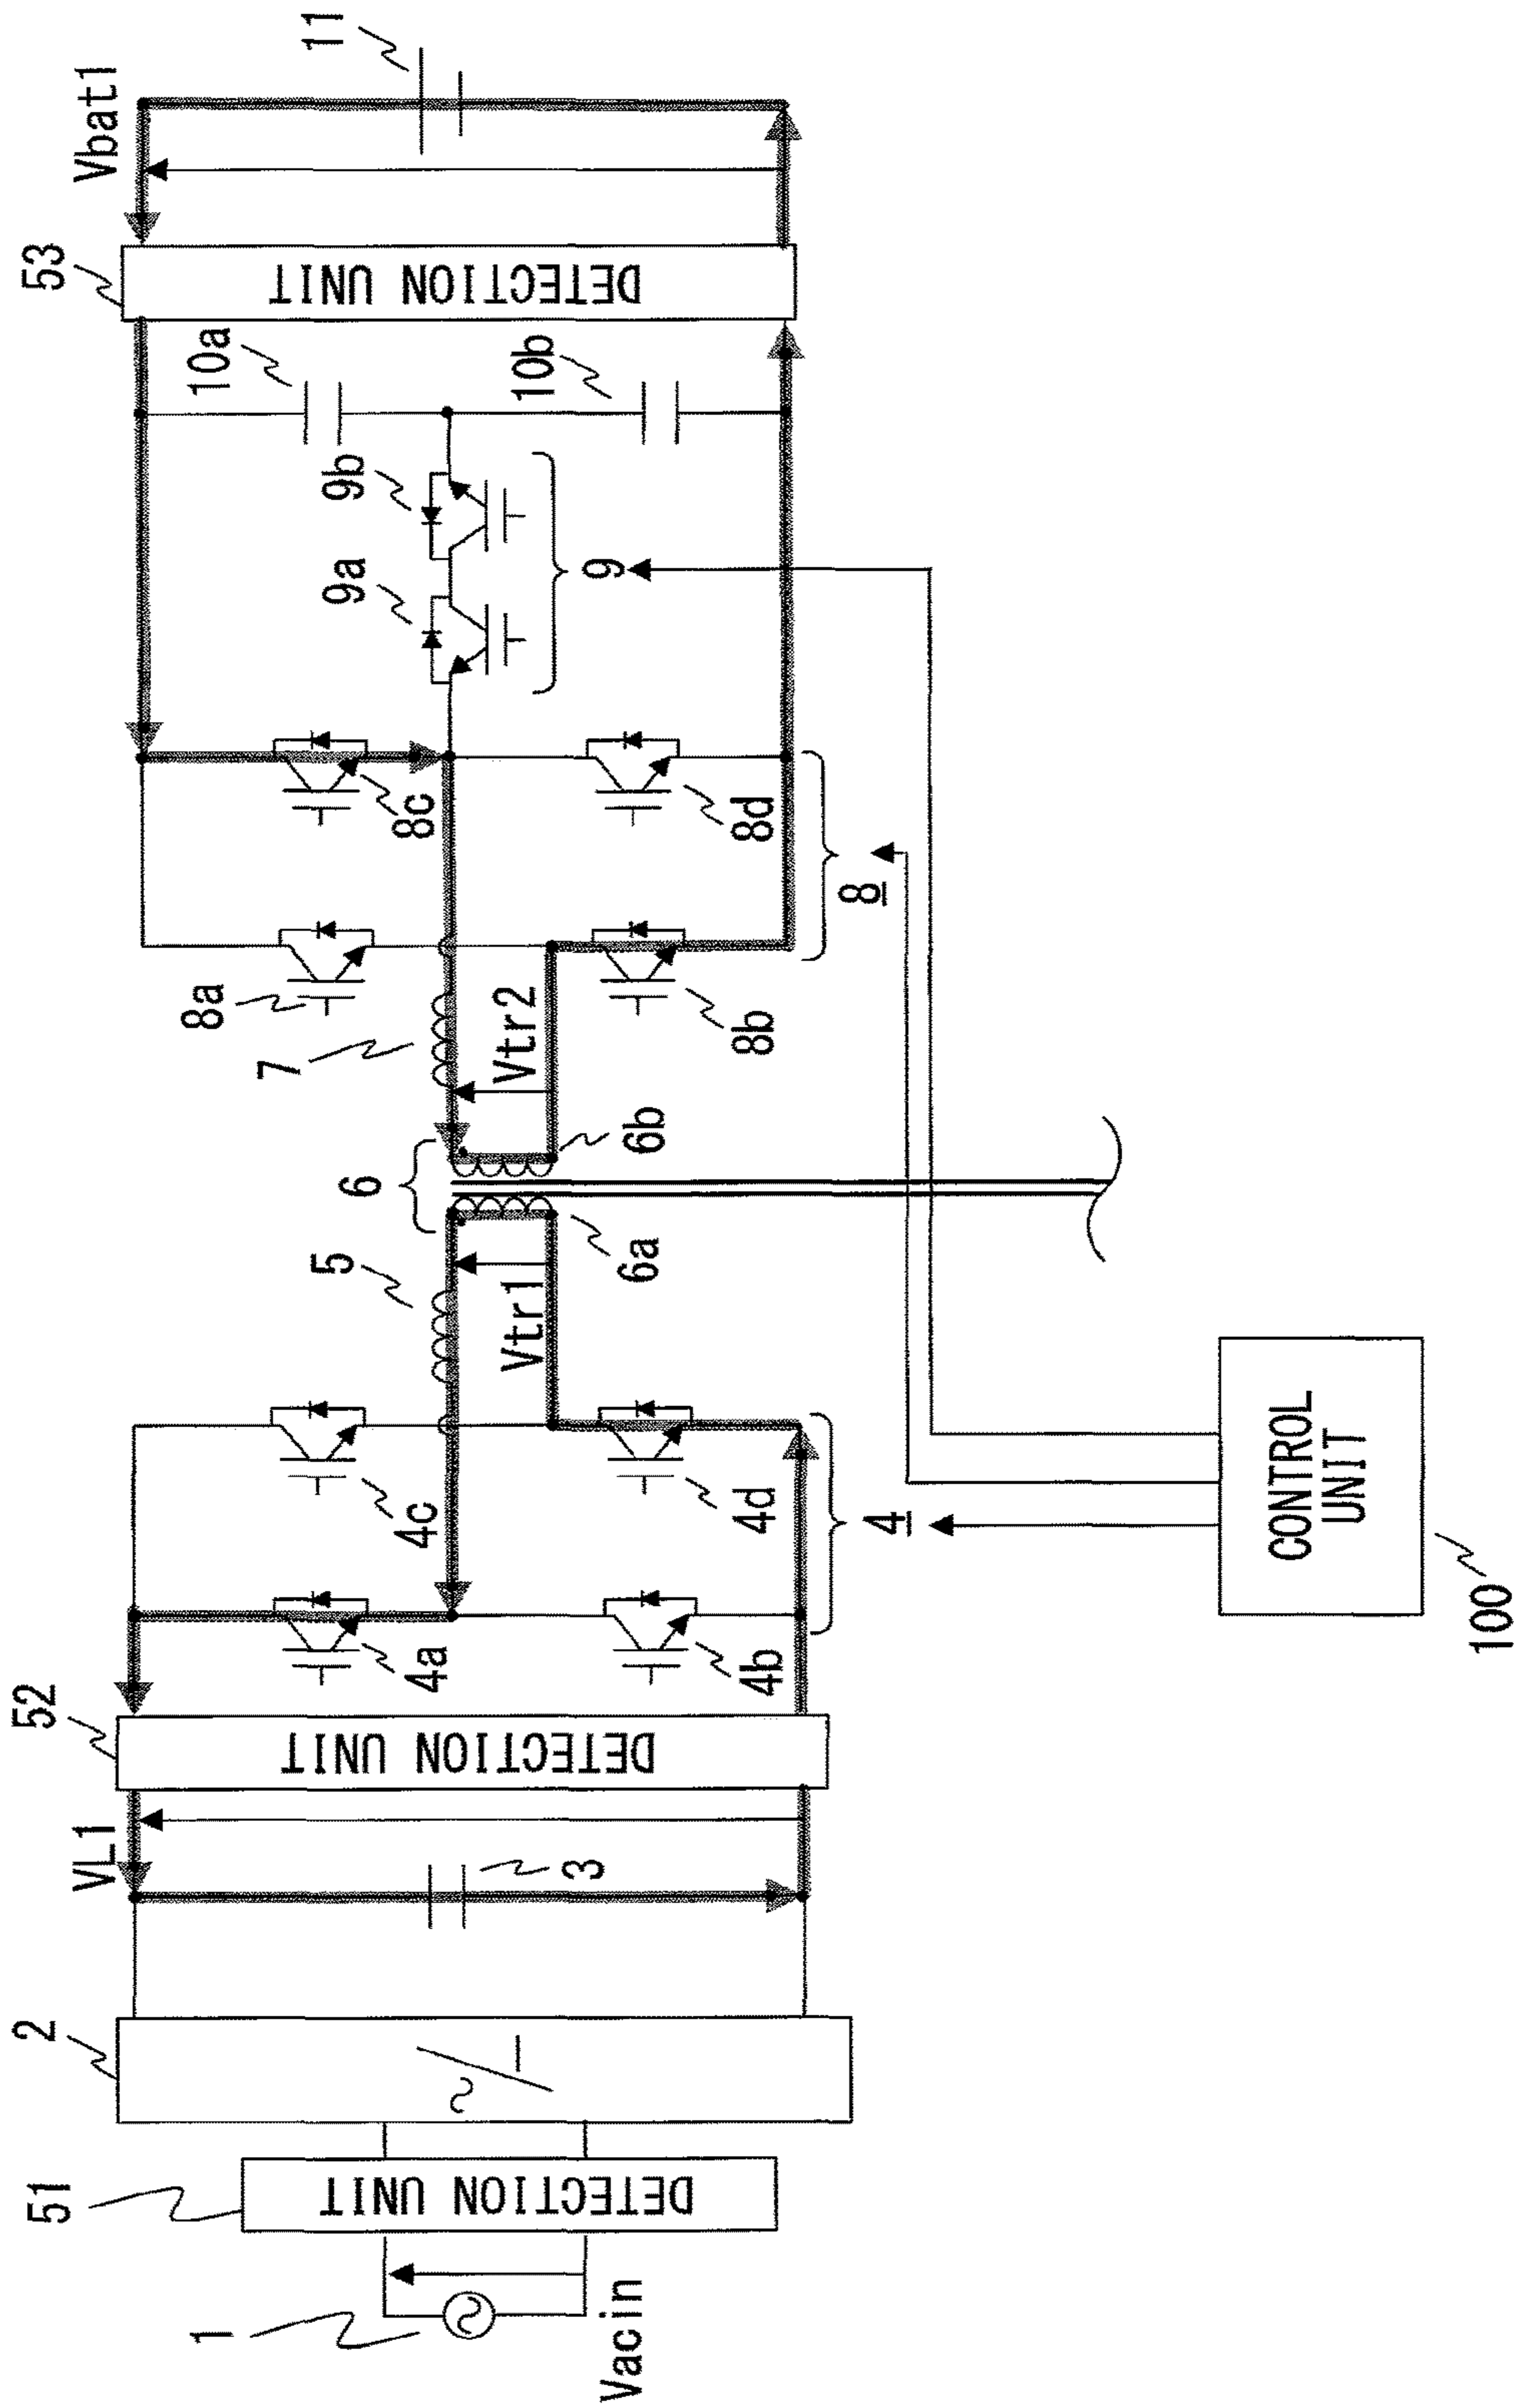 1
Vacin
51
DETECTION UNIT
2
VL1
3
52
DETECTION UNIT
4a
4b
4c
4d
4
5
Vtr1
6
6a
6b
Vtr2
7
8a
8b
8c
8d
8
9a
9b
9
10a
10b
53
DETECTION UNIT
Vbat1
11
CONTROL
UNIT
100